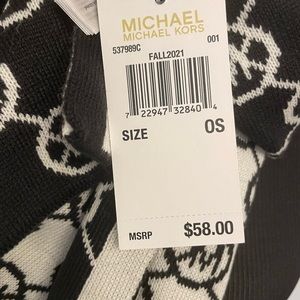 MICHAEL
MICHAEL KORS
537989C 001
FALL2021
7 22947 32840 4
SIZE OS
MSRP $58.00